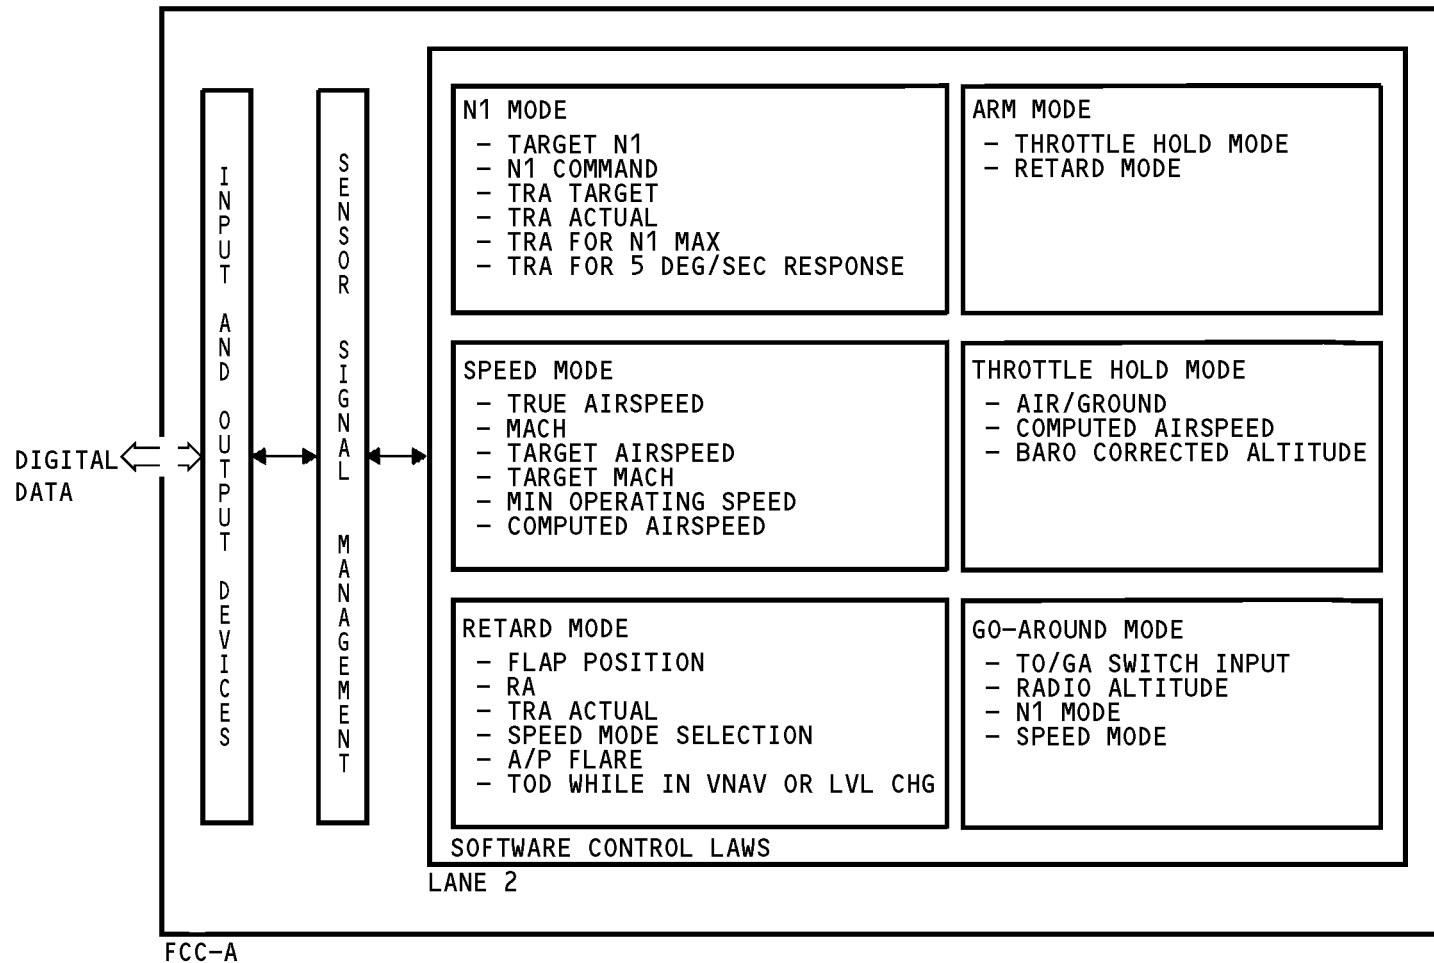 DIGITAL
DATA
INPUT AND OUTPUT DEVICES
SENSOR SIGNAL MANAGEMENT
N1 MODE
– TARGET N1
– N1 COMMAND
– TRA TARGET
– TRA ACTUAL
– TRA FOR N1 MAX
– TRA FOR 5 DEG/SEC RESPONSE
ARM MODE
– THROTTLE HOLD MODE
– RETARD MODE
SPEED MODE
– TRUE AIRSPEED
– MACH
– TARGET AIRSPEED
– TARGET MACH
– MIN OPERATING SPEED
– COMPUTED AIRSPEED
THROTTLE HOLD MODE
– AIR/GROUND
– COMPUTED AIRSPEED
– BARO CORRECTED ALTITUDE
RETARD MODE
– FLAP POSITION
– RA
– TRA ACTUAL
– SPEED MODE SELECTION
– A/P FLARE
– TOD WHILE IN VNAV OR LVL CHG
GO–AROUND MODE
– TO/GA SWITCH INPUT
– RADIO ALTITUDE
– N1 MODE
– SPEED MODE
SOFTWARE CONTROL LAWS
LANE 2
FCC–A